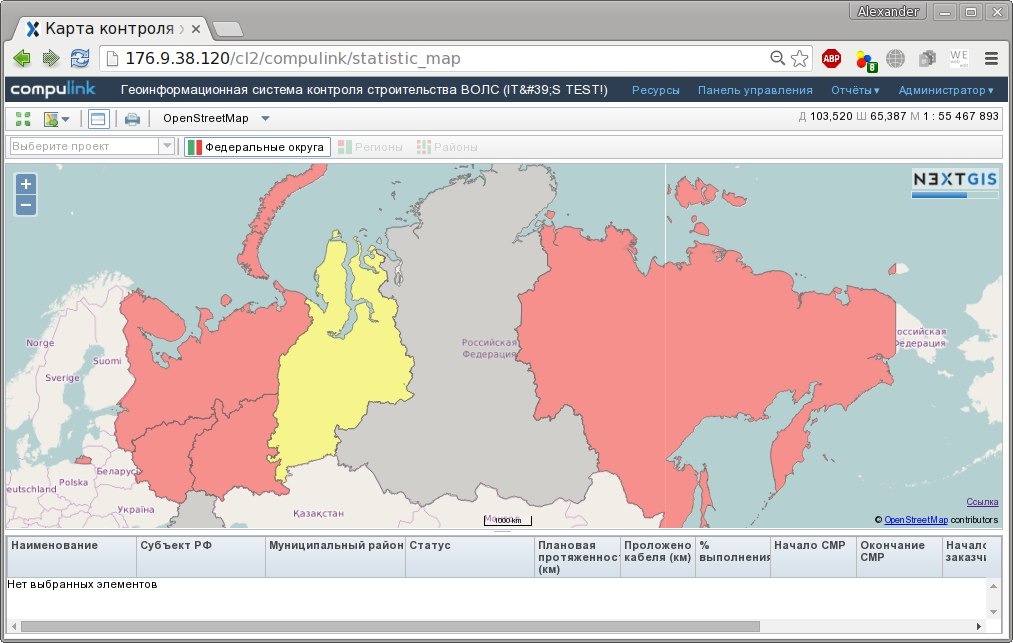 Alexander
Карта контроля
176.9.38.120/cl2/compulink/statistic_map
ABP
8
WE
compulink
Геоинформационная система контроля строительства ВОЛС (IT&#39;S TEST!)
Ресурсы
Панель управления
Отчёты
Администратор
OpenStreetMap
Д 103,520 Ш 65,387 М 1 : 55 467 893
Выберите проект
Федеральные округа
Регионы
Районы
+
−
NEXTGIS
Norge
Suomi
Sverige
Российская
Федерация
оссийская
Федерация
Беларусь
Polska
eutschland
Україна
Қазақстан
1000 km
Ссылка
© OpenStreetMap contributors
Наименование
Субъект РФ
Муниципальный район
Статус
Плановая
протяженнос
(км)
Проложено
кабеля (км)
%
выполнения
Начало СМР
Окончание
СМР
Начало
заказчи
Нет выбранных элементов